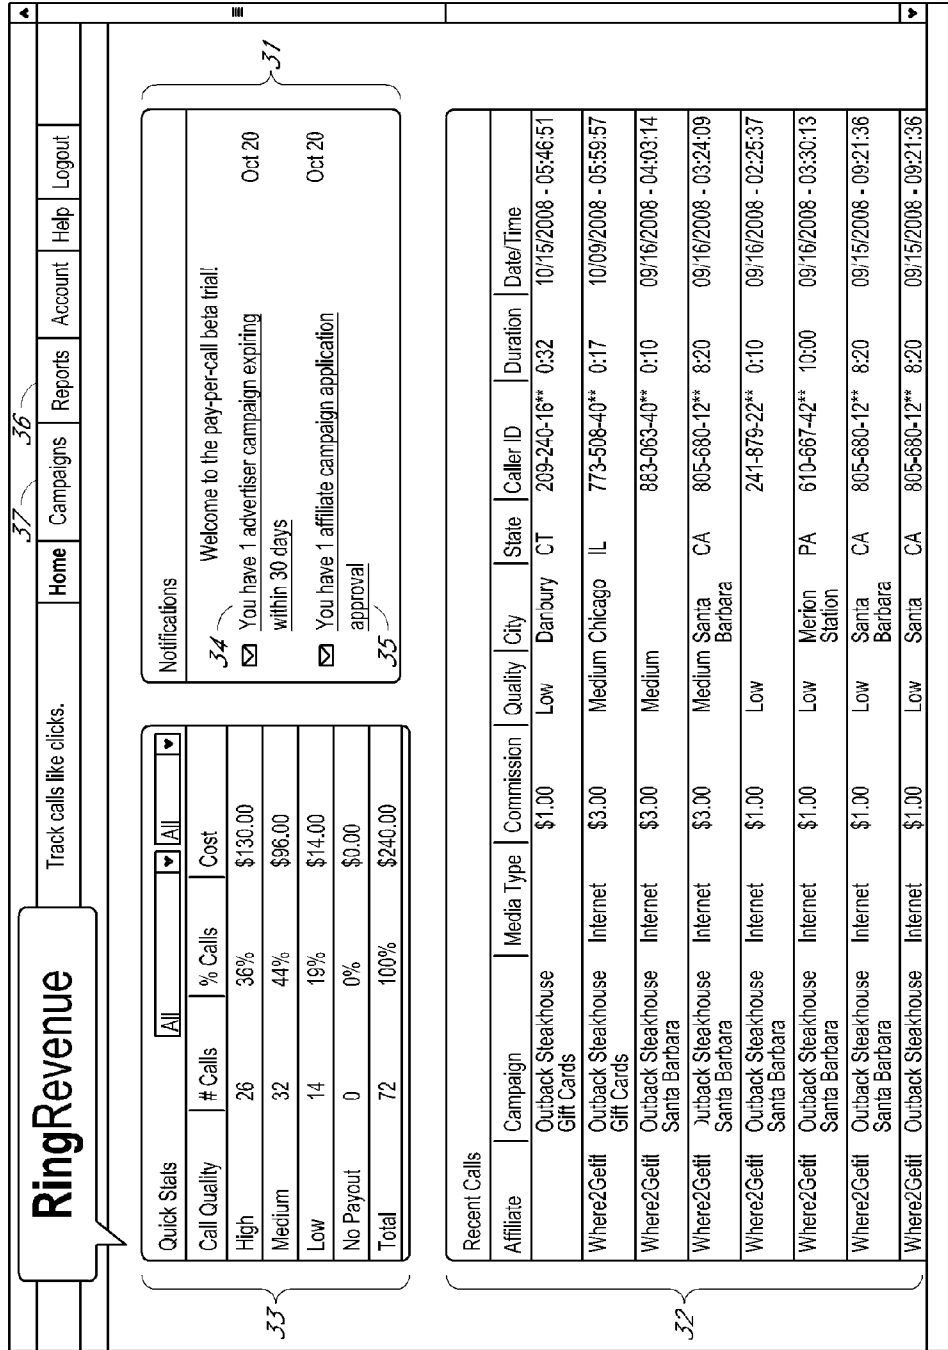 37 36
RingRevenue
Track calls like clicks.
Home Campaigns Reports Account Help Logout
33
Quick Stats All All
Call Quality # Calls % Calls Cost
High 26 36% $130.00
Medium 32 44% $96.00
Low 14 19% $14.00
No Payout 0 0% $0.00
Total 72 100% $240.00
31
Notifications
Welcome to the pay-per-call beta trial!
34
You have 1 advertiser campaign expiring Oct 20
within 30 days
You have 1 affiliate campaign application Oct 20
approval
35
32
Recent Calls
Affiliate Campaign Media Type Commission Quality City State Caller ID Duration Date/Time
Outback Steakhouse $1.00 Low Danbury CT 209-240-16** 0:32 10/15/2008 - 05:46:51
Gift Cards
Where2Getit Outback Steakhouse Internet $3.00 Medium Chicago IL 773-508-40** 0:17 10/09/2008 - 05:59:57
Gift Cards
Where2Getit Outback Steakhouse Internet $3.00 Medium 883-063-40** 0:10 09/16/2008 - 04:03:14
Santa Barbara
Where2Getit Outback Steakhouse Internet $3.00 Medium Santa CA 805-680-12** 8:20 09/16/2008 - 03:24:09
Santa Barbara Barbara
Where2Getit Outback Steakhouse Internet $1.00 Low 241-879-22** 0:10 09/16/2008 - 02:25:37
Santa Barbara
Where2Getit Outback Steakhouse Internet $1.00 Low Merion PA 610-667-42** 10:00 09/16/2008 - 03:30:13
Santa Barbara Station
Where2Getit Outback Steakhouse Internet $1.00 Low Santa CA 805-680-12** 8:20 09/15/2008 - 09:21:36
Santa Barbara Barbara
Where2Getit Outback Steakhouse Internet $1.00 Low Santa CA 805-680-12** 8:20 09/15/2008 - 09:21:36